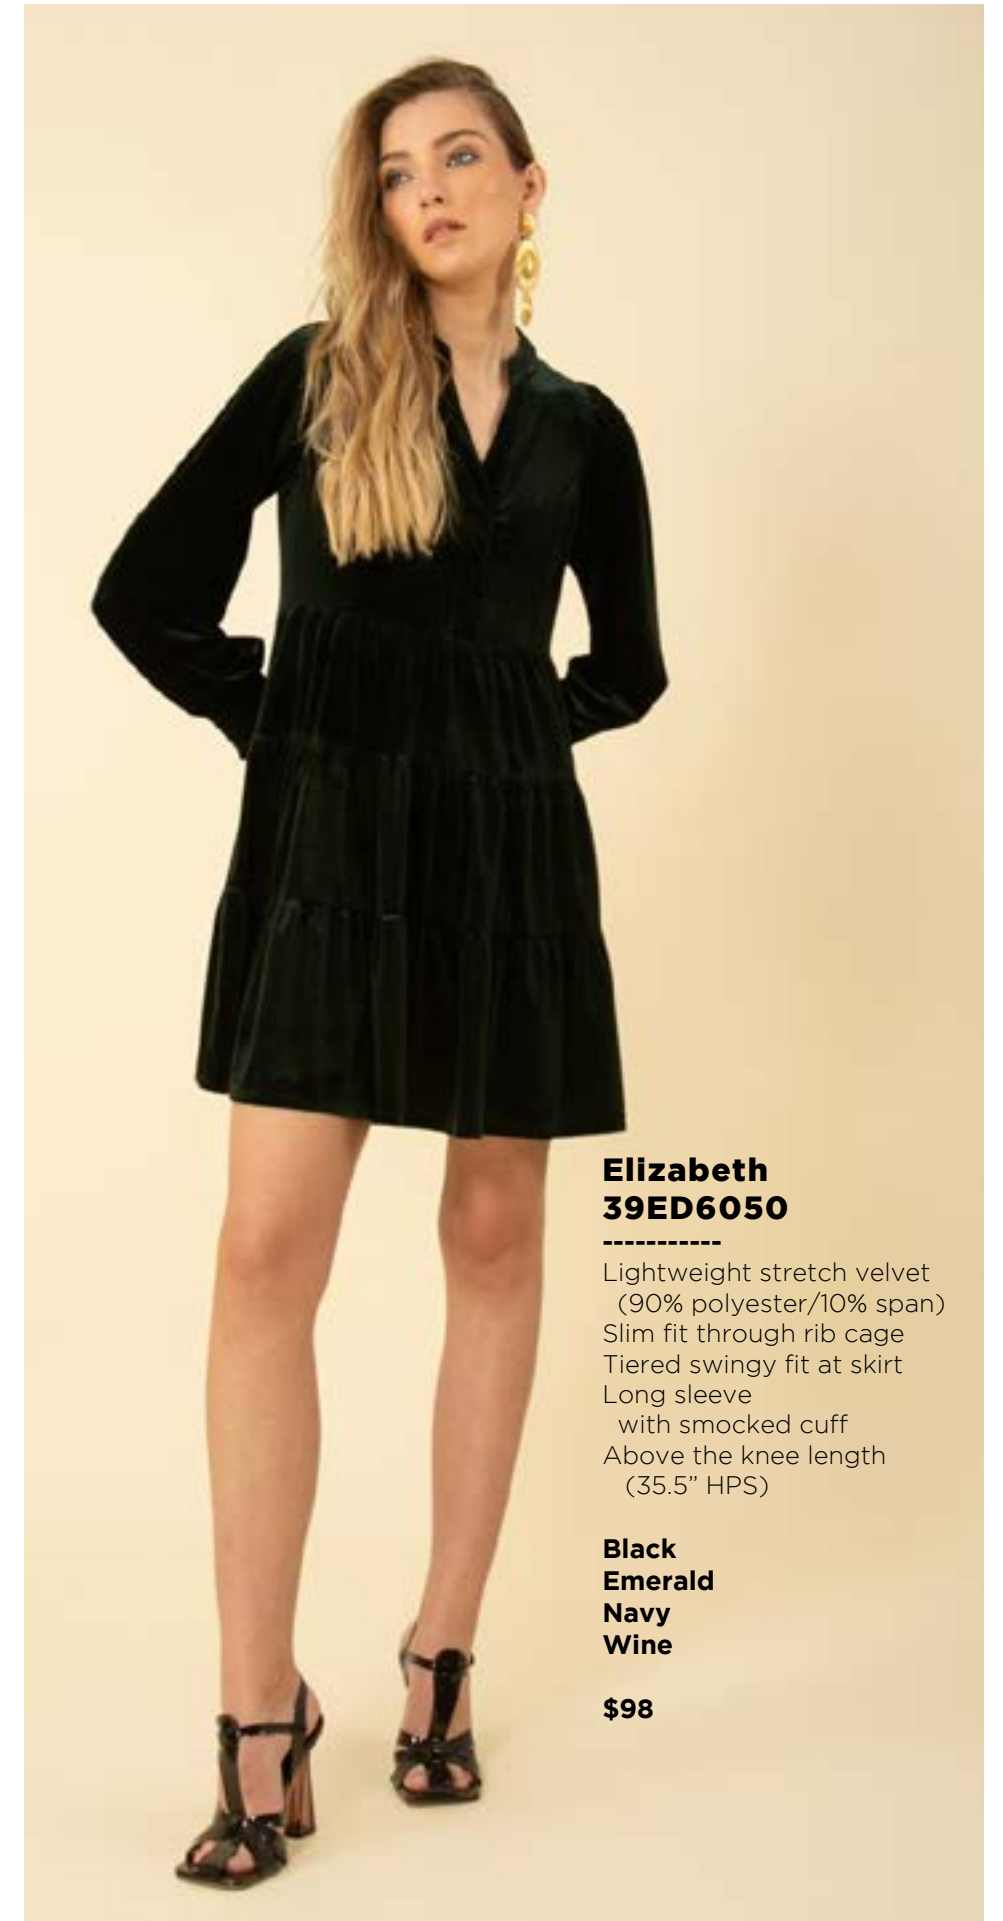 Elizabeth
39ED6050
-----------
Lightweight stretch velvet
(90% polyester/10% span)
Slim fit through rib cage
Tiered swingy fit at skirt
Long sleeve
with smocked cuff
Above the knee length
(35.5” HPS)
Black
Emerald
Navy
Wine
$98